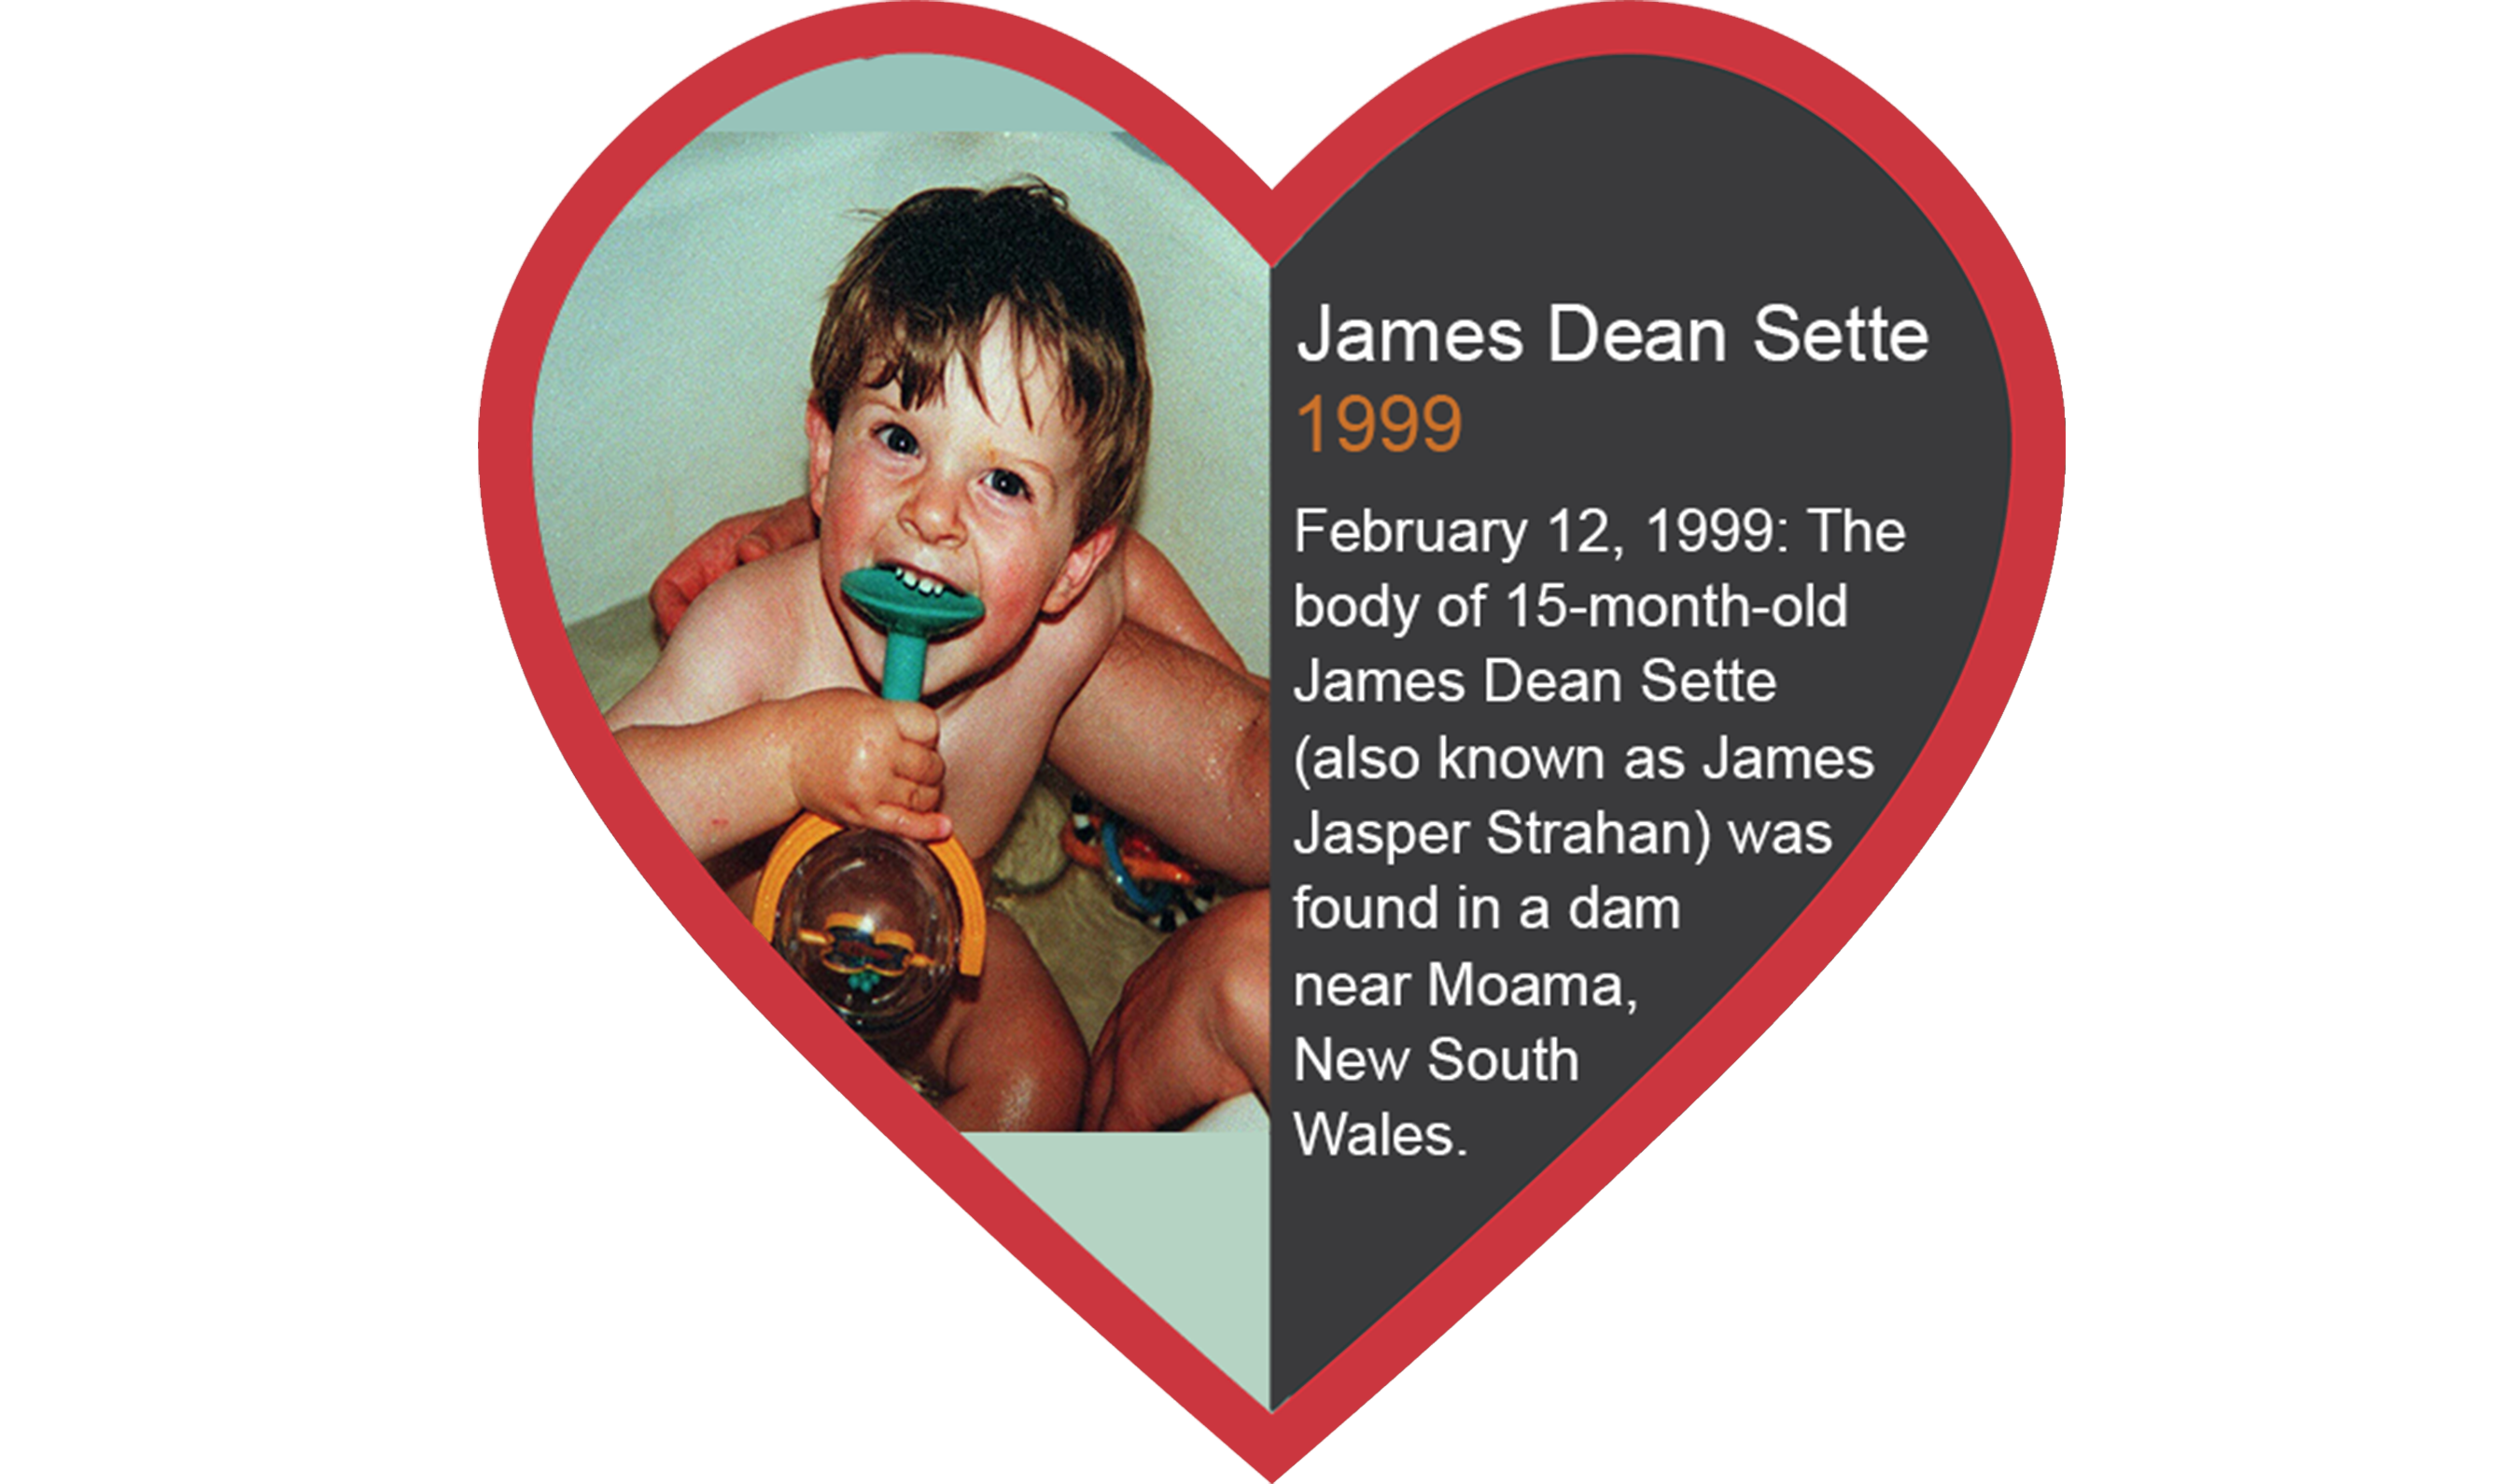 James Dean Sette
1999
February 12, 1999: The
body of 15-month-old
James Dean Sette
(also known as James
Jasper Strahan) was
found in a dam
near Moama,
New South
Wales.